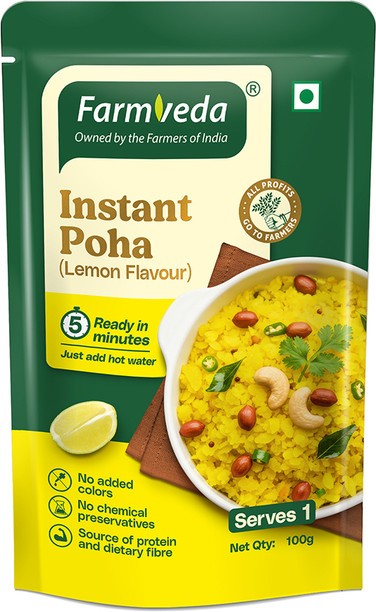 Farmveda
®
Owned by the Farmers of India
ALL PROFITS
GO TO FARMERS
Instant
Poha
(Lemon Flavour)
5 Ready in
minutes
Just add hot water
No added
colors
No chemical
preservatives
Source of protein
and dietary fibre
Serves 1
Net Qty: 100g